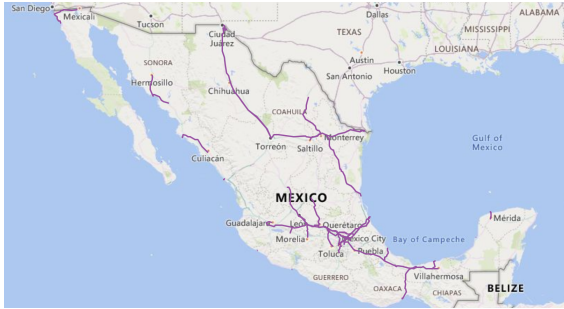 San Diego
Mexicali
Tucson
Ciudad
Juárez
Dallas
TEXAS
MISSISSIPPI
ALABAMA
LOUISIANA
Austin
San Antonio
Houston
SONORA
Hermosillo
Chihuahua
COAHUILA
Monterrey
Torreón
Saltillo
Gulf of
Mexico
Culiacán
MEXICO
Guadalajara
León
Querétaro
Mérida
Morelia
Mexico City
Bay of Campeche
Toluca
Puebla
GUERRERO
Villahermosa
OAXACA
CHIAPAS
BELIZE